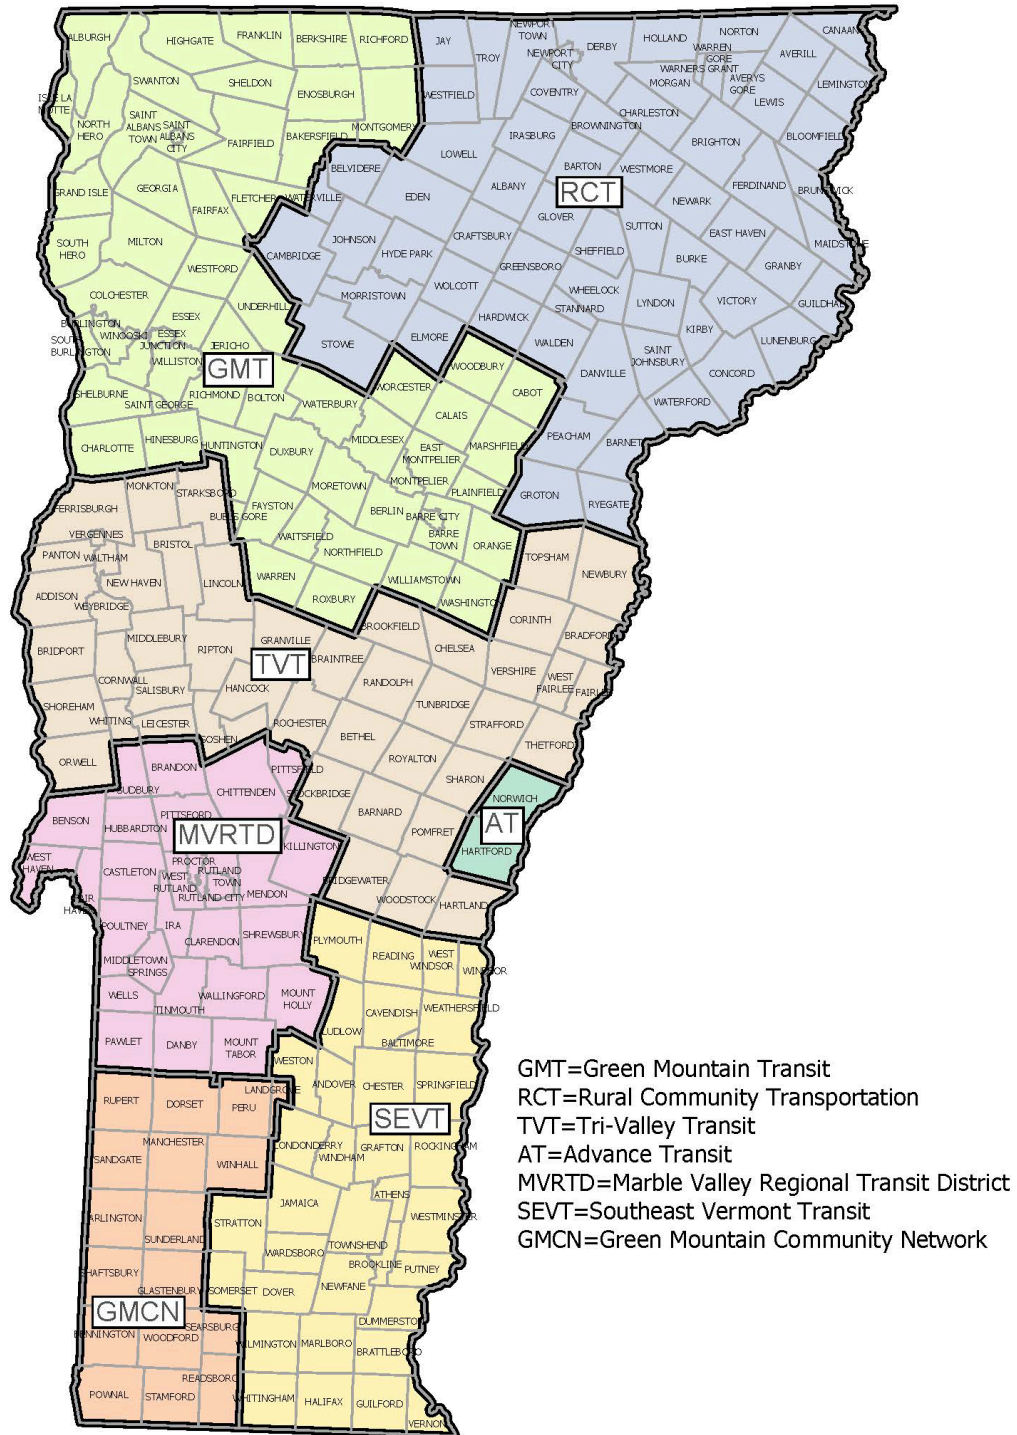 ALBURGH
HIGHGATE
FRANKLIN
BERKSHIRE
RICHFORD
JAY
TROY
NEWPORT
TOWN
NEWPORT
CITY
DERBY
HOLLAND
NORTON
WARREN
GORE
WARNERS GRANT
AVERILL
CANAAN
SWANTON
SHELDON
ENOSBURGH
WESTFIELD
COVENTRY
MORGAN
AVERYS
GORE
LEWIS
LEMINGTON
ISLE LA
MOTTE
NORTH
HERO
SAINT
ALBANS
TOWN
SAINT
ALBANS
CITY
FAIRFIELD
BAKERSFIELD
MONTGOMERY
IRASBURG
BROWNINGTON
CHARLESTON
BRIGHTON
BLOOMFIELD
LOWELL
BELVIDERE
BARTON
WESTMORE
FERDINAND
BRUNSWICK
GRAND ISLE
GEORGIA
FAIRFAX
FLETCHER
WATERVILLE
EDEN
ALBANY
RCT
NEWARK
GLOVER
SUTTON
EAST HAVEN
MAIDSTONE
SOUTH
HERO
MILTON
WESTFORD
CAMBRIDGE
JOHNSON
HYDE PARK
CRAFTSBURY
GREENSBORO
SHEFFIELD
BURKE
GRANBY
COLCHESTER
UNDERHILL
MORRISTOWN
WOLCOTT
WHEELOCK
STANNARD
LYNDON
VICTORY
GUILDHALL
BURLINGTON
WINOOSKI
ESSEX
ESSEX
JUNCTION
JERICHO
STOWE
ELMORE
HARDWICK
WALDEN
KIRBY
LUNENBURG
SOUTH
BURLINGTON
WILLISTON
GMT
WOODBURY
SAINT
JOHNSBURY
DANVILLE
CONCORD
SHELBURNE
SAINT GEORGE
RICHMOND
BOLTON
WATERBURY
WORCESTER
CABOT
WATERFORD
CALAIS
CHARLOTTE
HINESBURG
HUNTINGTON
DUXBURY
MIDDLESEX
EAST
MONTPELIER
MARSHFIELD
PEACHAM
BARNET
MONTPELIER
MORETOWN
PLAINFIELD
GROTON
RYEGATE
MONKTON
STARKSBORO
FERRISBURGH
BUELS GORE
FAYSTON
BERLIN
BARRE CITY
BARRE
TOWN
ORANGE
VERGENNES
WAITSFIELD
NORTHFIELD
PANTON
WALTHAM
BRISTOL
TOPSHAM
NEWBURY
NEW HAVEN
LINCOLN
WARREN
ROXBURY
WILLIAMSTOWN
WASHINGTON
ADDISON
WEYBRIDGE
CORINTH
BRADFORD
BRIDPORT
MIDDLEBURY
RIPTON
GRANVILLE
BROOKFIELD
CHELSEA
TVT
BRAINTREE
VERSHIRE
WEST
FAIRLEE
FAIRLEE
CORNWALL
SALISBURY
HANCOCK
RANDOLPH
TUNBRIDGE
SHOREHAM
WHITING
LEICESTER
GOSHEN
ROCHESTER
BETHEL
STRAFFORD
THETFORD
ORWELL
BRANDON
PITTSFIELD
ROYALTON
SHARON
SUDBURY
CHITTENDEN
STOCKBRIDGE
NORWICH
BENSON
HUBBARDTON
PITTSFORD
BARNARD
POMFRET
AT
MVRTD
KILLINGTON
HARTFORD
WEST
HAVEN
CASTLETON
PROCTOR
WEST
RUTLAND
RUTLAND
TOWN
RUTLAND CITY
MENDON
BRIDGEWATER
WOODSTOCK
HARTLAND
FAIR
HAVEN
POULTNEY
IRA
CLARENDON
SHREWSBURY
PLYMOUTH
READING
WEST
WINDSOR
WINDSOR
MIDDLETOWN
SPRINGS
WELLS
TINMOUTH
WALLINGFORD
MOUNT
HOLLY
CAVENDISH
WEATHERSFIELD
LUDLOW
BALTIMORE
PAWLET
DANBY
MOUNT
TABOR
WESTON
GMT=Green Mountain Transit
ANDOVER
CHESTER
SPRINGFIELD
RCT=Rural Community Transportation
RUPERT
DORSET
PERU
LANDGROVE
SEVT
TVT=Tri-Valley Transit
MANCHESTER
LONDONDERRY
WINDHAM
GRAFTON
ROCKINGHAM
AT=Advance Transit
SANDGATE
WINHALL
MVRTD=Marble Valley Regional Transit District
ATHENS
JAMAICA
SEVT=Southeast Vermont Transit
ARLINGTON
SUNDERLAND
STRATTON
WESTMINSTER
GMCN=Green Mountain Community Network
WARDSBORO
TOWNSHEND
BROOKLINE
PUTNEY
SHAFTSBURY
GLASTENBURY
SOMERSET
DOVER
NEWFANE
GMCN
DUMMERSTON
BENNINGTON
WOODFORD
SEARSBURG
WILMINGTON
MARLBORO
BRATTLEBORO
READSBORO
POWNAL
STAMFORD
WHITINGHAM
HALIFAX
GUILFORD
VERNON